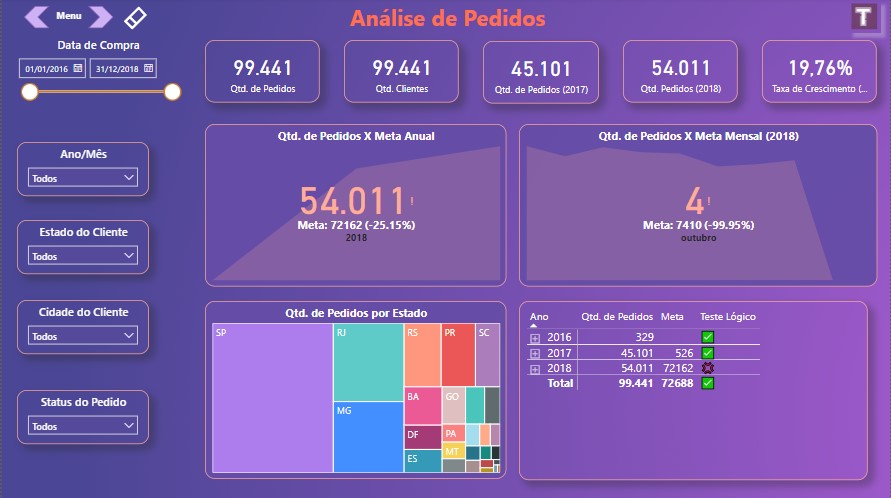 Menu
Análise de Pedidos
T
Data de Compra
01/01/2016
31/12/2018
99.441
Qtd. de Pedidos
99.441
Qtd. Clientes
45.101
Qtd. de Pedidos (2017)
54.011
Qtd. Pedidos (2018)
19,76%
Taxa de Crescimento (...
Ano/Mês
Todos
Estado do Cliente
Todos
Cidade do Cliente
Todos
Status do Pedido
Todos
Qtd. de Pedidos X Meta Anual
54.011!
Meta: 72162 (-25.15%)
2018
Qtd. de Pedidos X Meta Mensal (2018)
4!
Meta: 7410 (-99.95%)
outubro
Qtd. de Pedidos por Estado
SP
RJ
MG
RS
PR
SC
BA
GO
DF
PA
ES
MT
Ano Qtd. de Pedidos Meta Teste Lógico
2016 329
2017 45.101 526
2018 54.011 72162
Total 99.441 72688